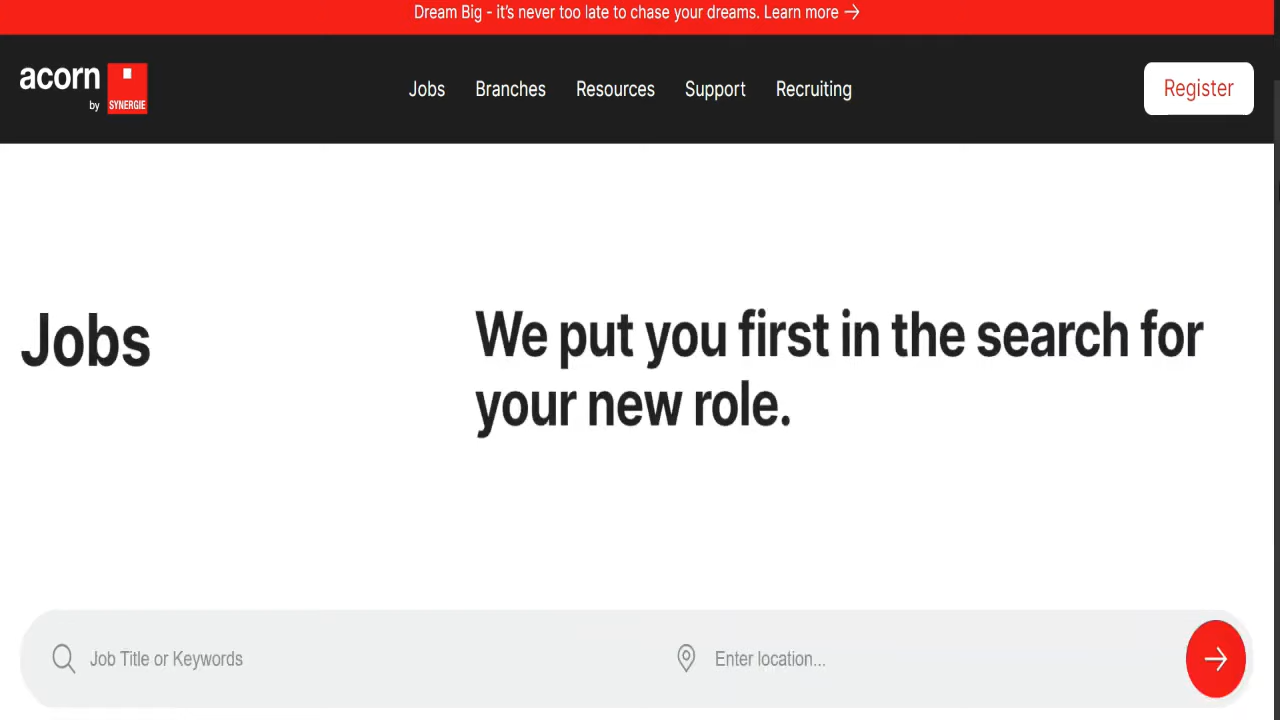 Dream Big - it's never too late to chase your dreams. Learn more →
acorn
by SYNERGIE
Jobs
Branches
Resources
Support
Recruiting
Register
Jobs
We put you first in the search for
your new role.
Job Title or Keywords
Enter location...